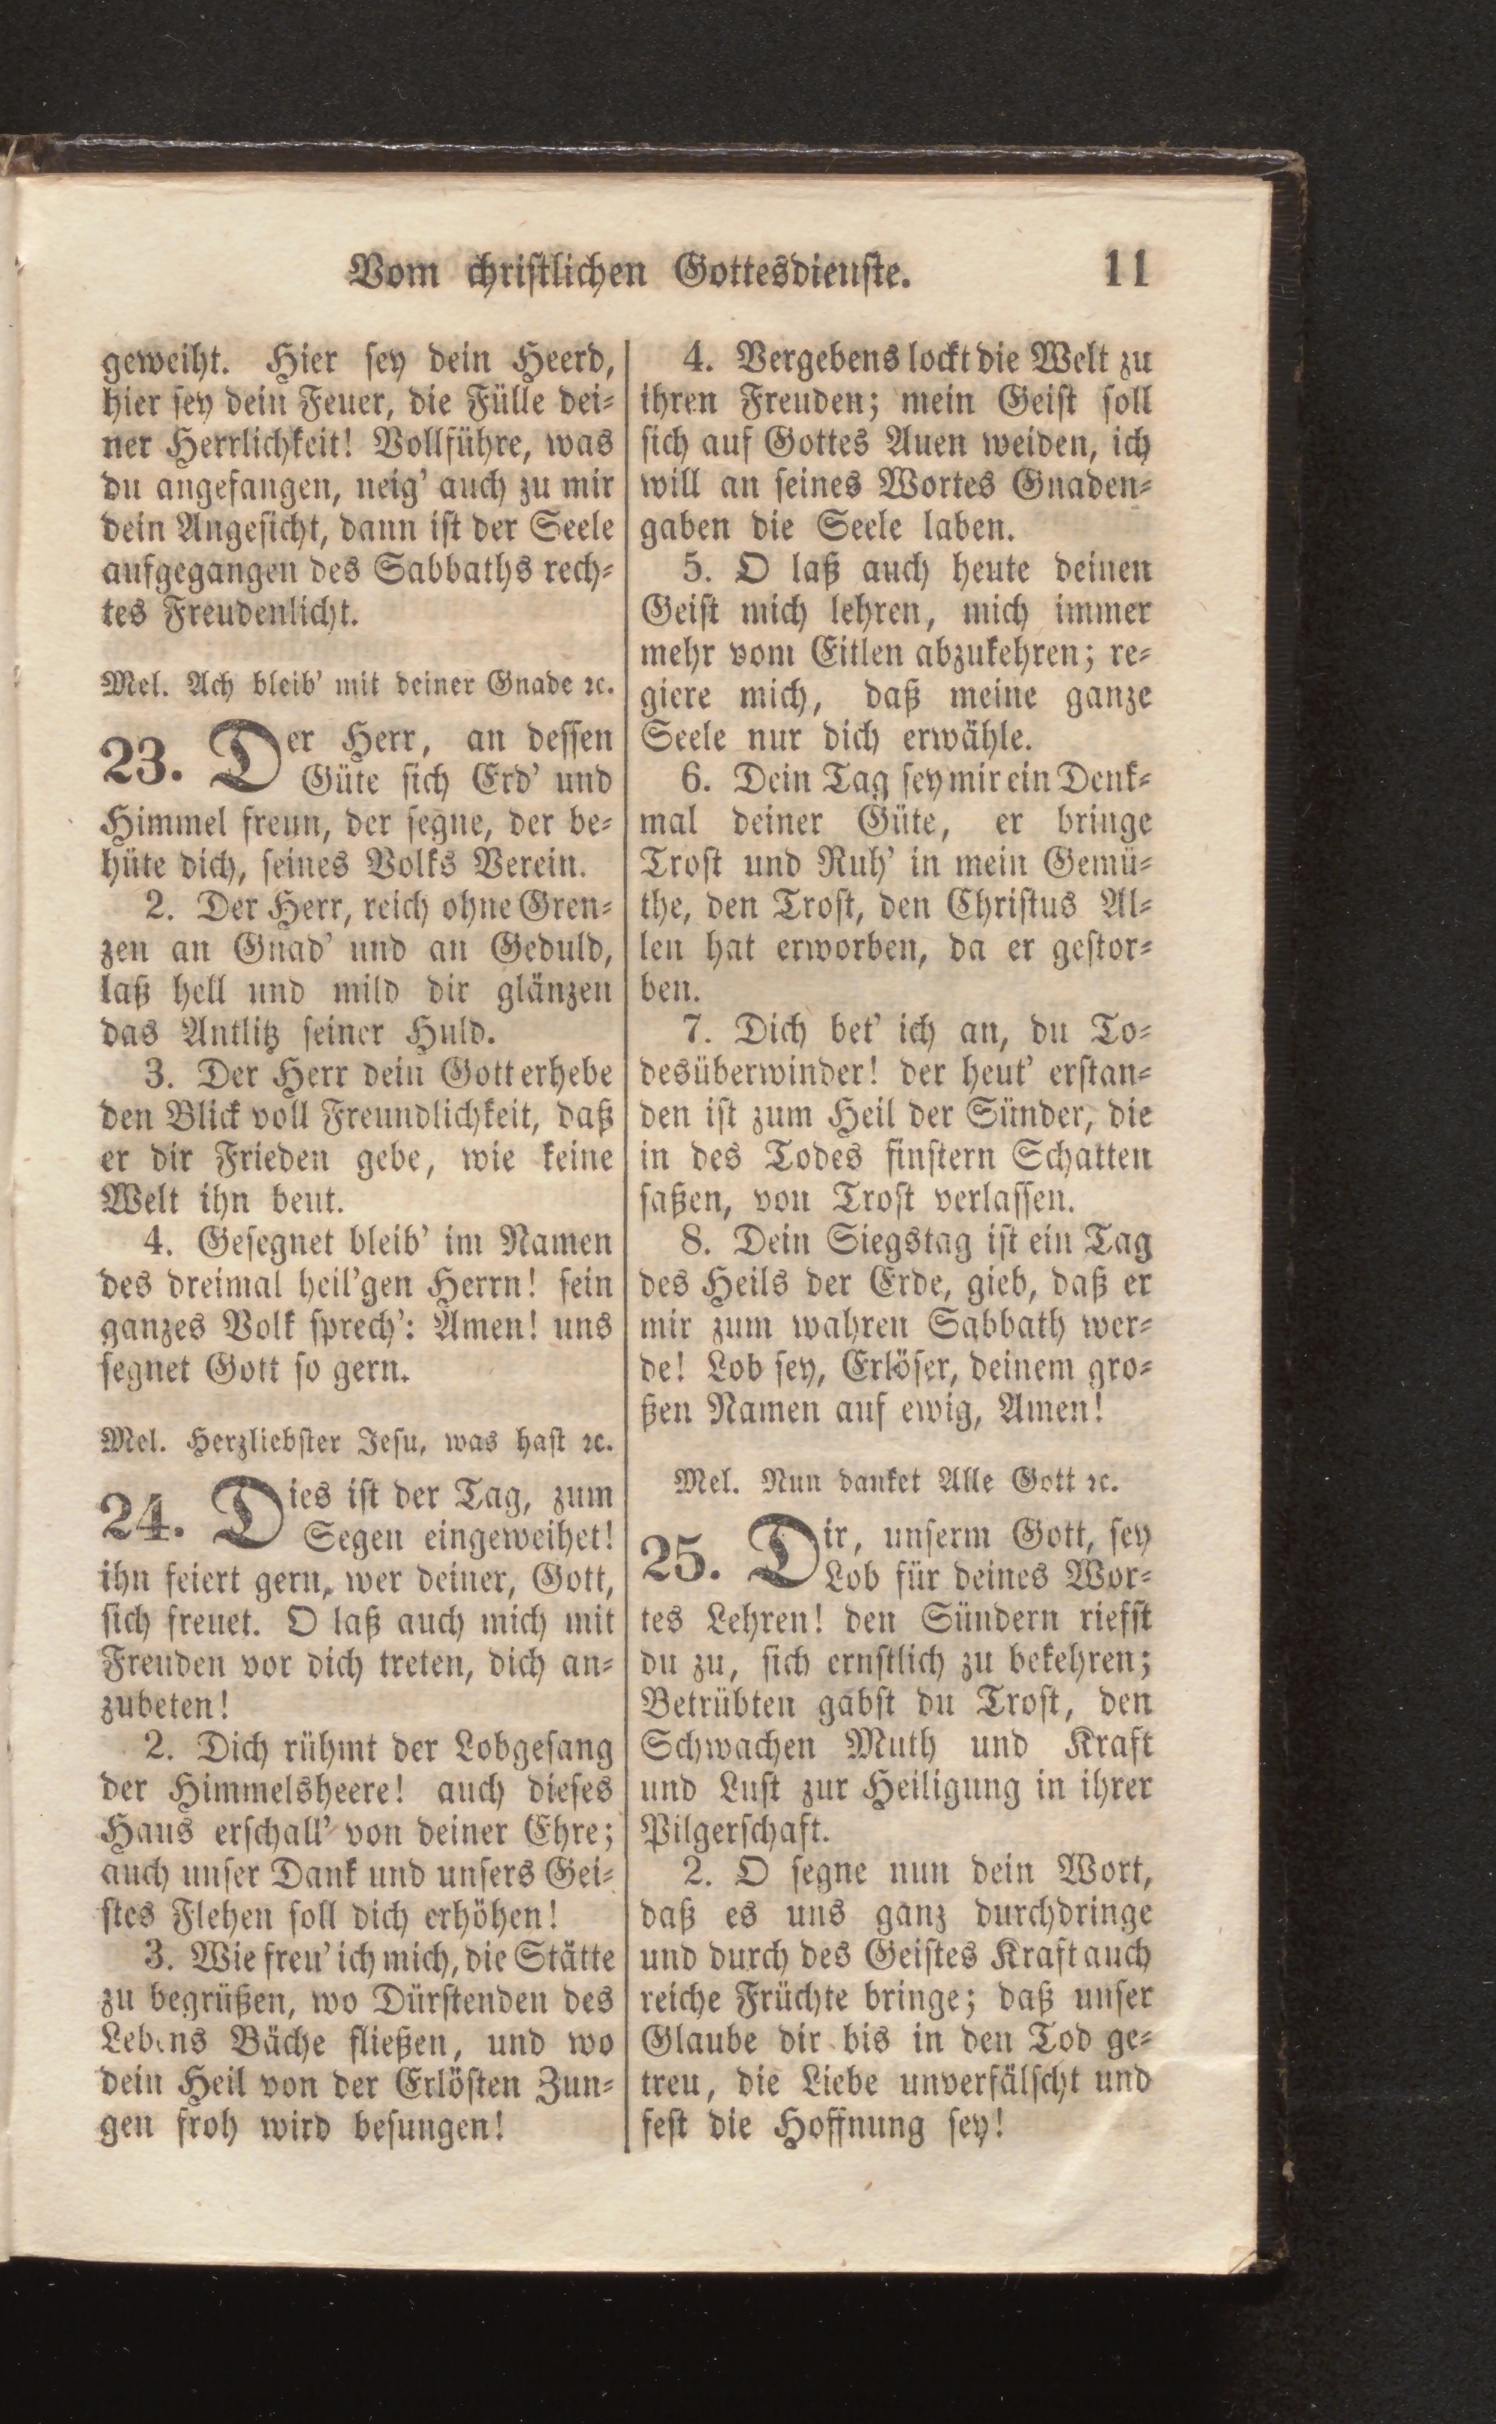 Vom christlichen Gottesdienste. 11
geweiht. Hier sey dein Heerd,
hier sey dein Feuer, die Fülle dei-
ner Herrlichkeit! Vollführe, was
du angefangen, neig' auch zu mir
dein Angesicht, dann ist der Seele
aufgegangen des Sabbaths rech-
tes Freudenlicht.
Mel. Ach bleib' mit deiner Gnade ꝛc.
23. Der Herr, an dessen
Güte sich Erd' und
Himmel freun, der segne, der be-
hüte dich, seines Volks Verein.
2. Der Herr, reich ohne Gren-
zen an Gnad' und an Geduld,
laß hell und mild dir glänzen
das Antlitz seiner Huld.
3. Der Herr dein Gott erhebe
den Blick voll Freundlichkeit, daß
er dir Frieden gebe, wie keine
Welt ihn beut.
4. Gesegnet bleib' im Namen
des dreimal heil'gen Herrn! sein
ganzes Volk sprech': Amen! uns
segnet Gott so gern.
Mel. Herzliebster Jesu, was hast ꝛc.
24. Dies ist der Tag, zum
Segen eingeweihet!
ihn feiert gern, wer deiner, Gott,
sich freuet. O laß auch mich mit
Freuden vor dich treten, dich an-
zubeten!
2. Dich rühmt der Lobgesang
der Himmelsheere! auch dieses
Haus erschall' von deiner Ehre;
auch unser Dank und unsers Gei-
stes Flehen soll dich erhöhen!
3. Wie freu' ich mich, die Stätte
zu begrüßen, wo Dürstenden des
Lebens Bäche fließen, und wo
dein Heil von der Erlösten Zun-
gen froh wird besungen!
4. Vergebens lockt die Welt zu
ihren Freuden; mein Geist soll
sich auf Gottes Auen weiden, ich
will an seines Wortes Gnaden-
gaben die Seele laben.
5. O laß auch heute deinen
Geist mich lehren, mich immer
mehr vom Eitlen abzukehren; re-
giere mich, daß meine ganze
Seele nur dich erwähle.
6. Dein Tag sey mir ein Denk-
mal deiner Güte, er bringe
Trost und Ruh' in mein Gemü-
the, den Trost, den Christus Al-
len hat erworben, da er gestor-
ben.
7. Dich bet' ich an, du To-
desüberwinder! der heut' erstan-
den ist zum Heil der Sünder, die
in des Todes finstern Schatten
saßen, von Trost verlassen.
8. Dein Siegstag ist ein Tag
des Heils der Erde, gieb, daß er
mir zum wahren Sabbath wer-
de! Lob sey, Erlöser, deinem gro-
ßen Namen auf ewig, Amen!
Mel. Nun danket Alle Gott ꝛc.
25. Dir, unserm Gott, sey
Lob für deines Wor-
tes Lehren! den Sündern riefst
du zu, sich ernstlich zu bekehren;
Betrübten gabst du Trost, den
Schwachen Muth und Kraft
und Lust zur Heiligung in ihrer
Pilgerschaft.
2. O segne nun dein Wort,
daß es uns ganz durchdringe
und durch des Geistes Kraft auch
reiche Früchte bringe; daß unser
Glaube dir bis in den Tod ge-
treu, die Liebe unverfälscht und
fest die Hoffnung sey!